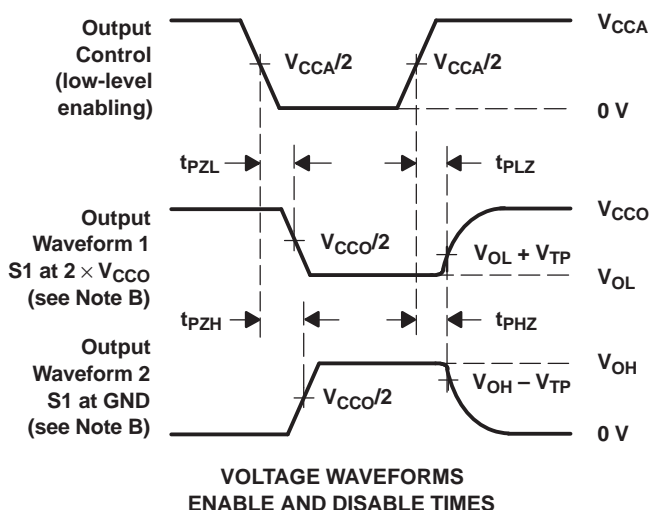 Output
Control
(low-level
enabling)
V_CCA/2
V_CCA/2
V_CCA
0 V
t_PZL
t_PLZ
Output
Waveform 1
S1 at 2 × V_CCO
(see Note B)
V_CCO/2
V_CCO
V_OL + V_TP
V_OL
t_PZH
t_PHZ
Output
Waveform 2
S1 at GND
(see Note B)
V_CCO/2
V_OH
V_OH − V_TP
0 V
VOLTAGE WAVEFORMS
ENABLE AND DISABLE TIMES